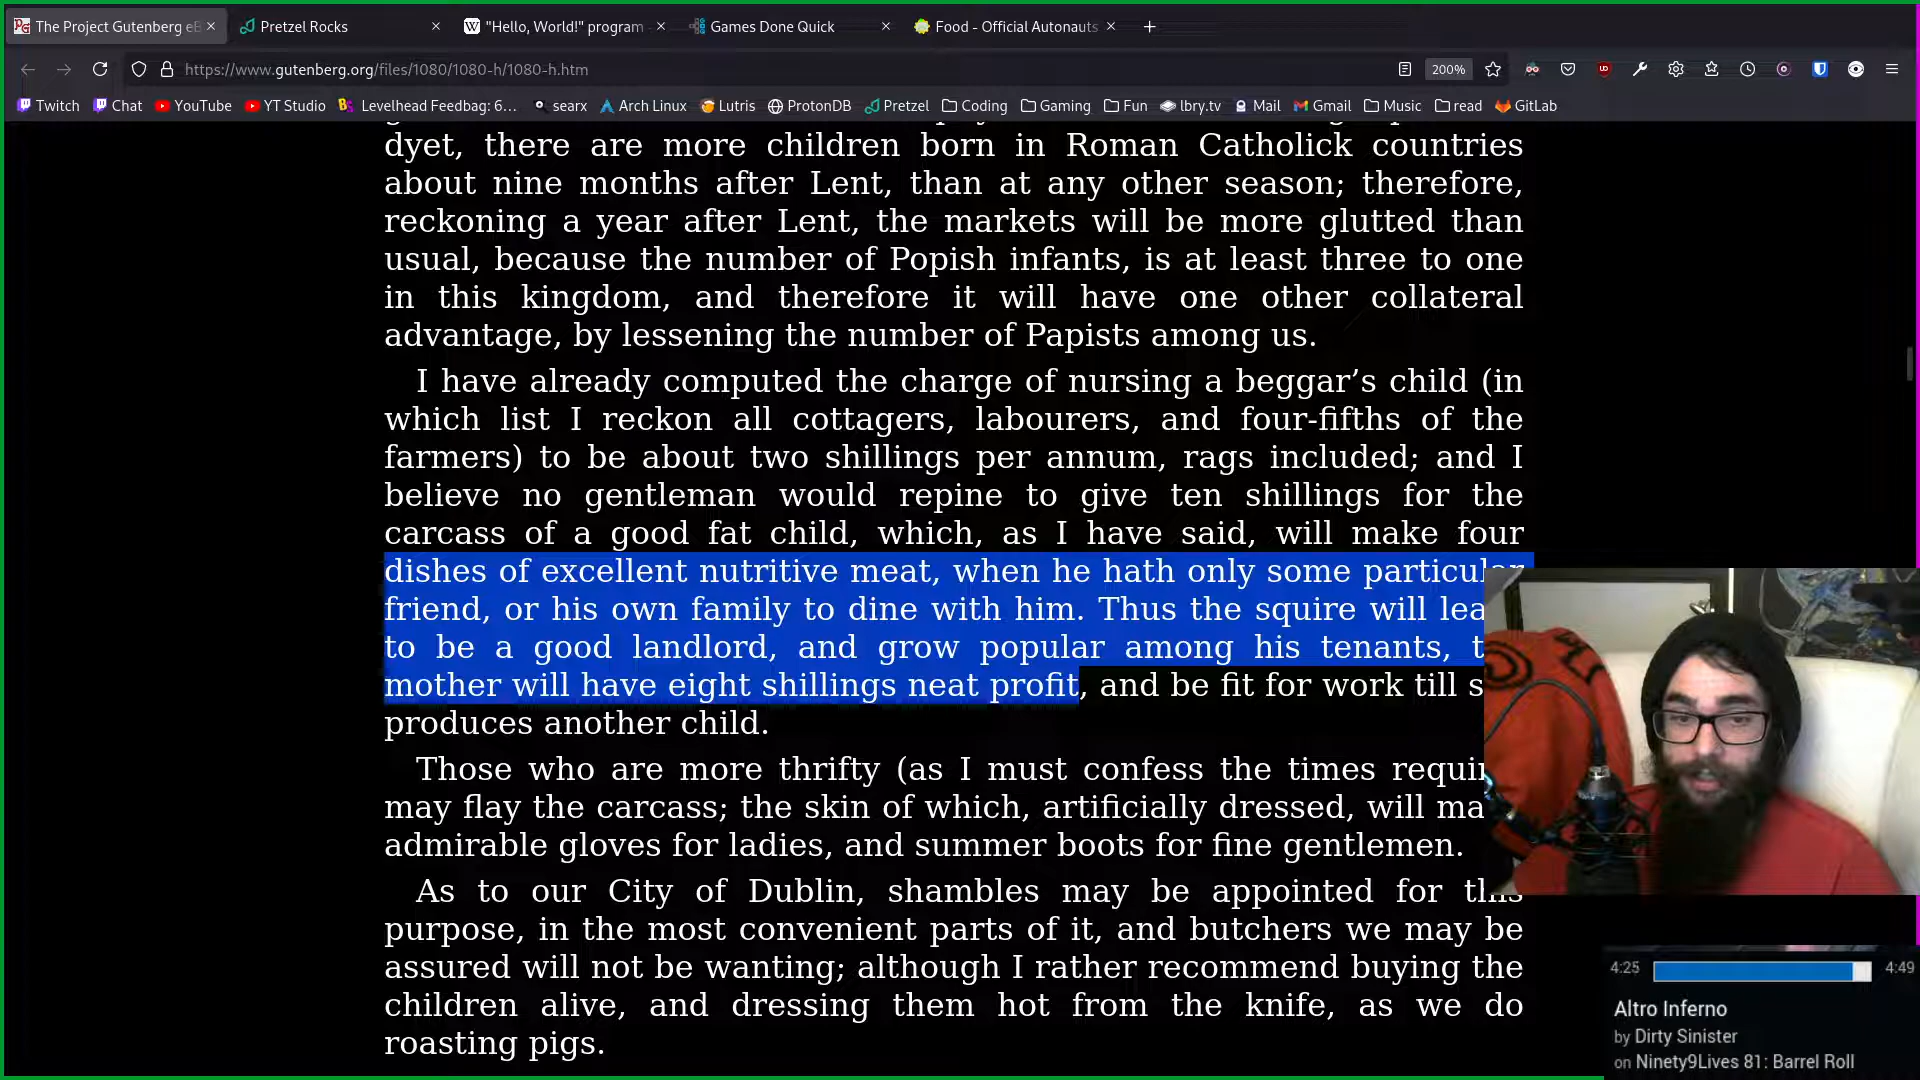 The Project Gutenberg eB
Pretzel Rocks
"Hello, World!" program
Games Done Quick
Food - Official Autonauts
https://www.gutenberg.org/files/1080/1080-h/1080-h.htm
200%
Twitch
Chat
YouTube
YT Studio
Levelhead Feedbag: 6…
searx
Arch Linux
Lutris
ProtonDB
Pretzel
Coding
Gaming
Fun
lbry.tv
Mail
Gmail
Music
read
GitLab
dyet, there are more children born in Roman Catholick countries
about nine months after Lent, than at any other season; therefore,
reckoning a year after Lent, the markets will be more glutted than
usual, because the number of Popish infants, is at least three to one
in this kingdom, and therefore it will have one other collateral
advantage, by lessening the number of Papists among us.
I have already computed the charge of nursing a beggar’s child (in
which list I reckon all cottagers, labourers, and four-fifths of the
farmers) to be about two shillings per annum, rags included; and I
believe no gentleman would repine to give ten shillings for the
carcass of a good fat child, which, as I have said, will make four
dishes of excellent nutritive meat, when he hath only some particular
friend, or his own family to dine with him. Thus the squire will lea
to be a good landlord, and grow popular among his tenants, t
mother will have eight shillings neat profit, and be fit for work till s
produces another child.
Those who are more thrifty (as I must confess the times requir
may flay the carcass; the skin of which, artificially dressed, will ma
admirable gloves for ladies, and summer boots for fine gentlemen.
As to our City of Dublin, shambles may be appointed for this
purpose, in the most convenient parts of it, and butchers we may be
assured will not be wanting; although I rather recommend buying the
children alive, and dressing them hot from the knife, as we do
roasting pigs.
4:25
4:49
Altro Inferno
by Dirty Sinister
on Ninety9Lives 81: Barrel Roll